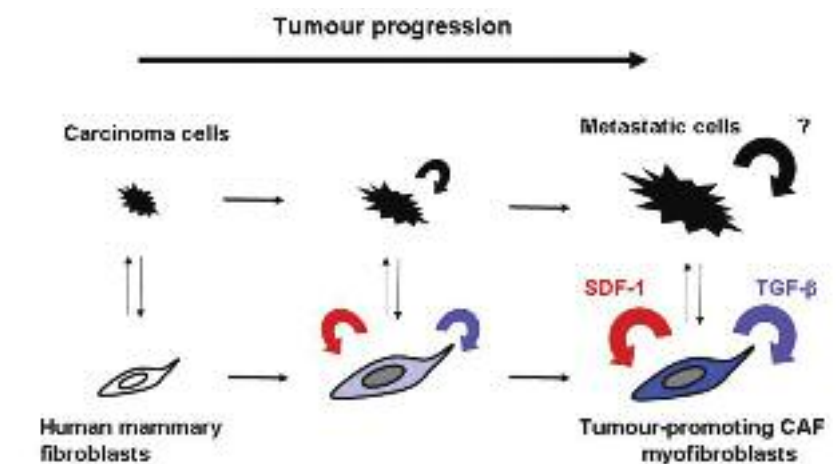 Tumour progression
Carcinoma cells
Metastatic cells ?
SDF-1 TGF-β
Human mammary
fibroblasts
Tumour-promoting CAF
myofibroblasts